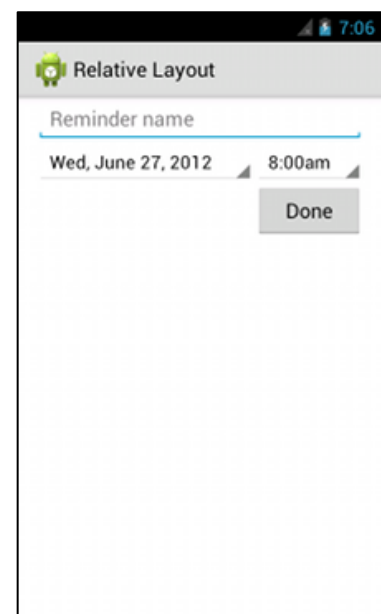 7:06
Relative Layout
Reminder name
Wed, June 27, 2012 8:00am
Done